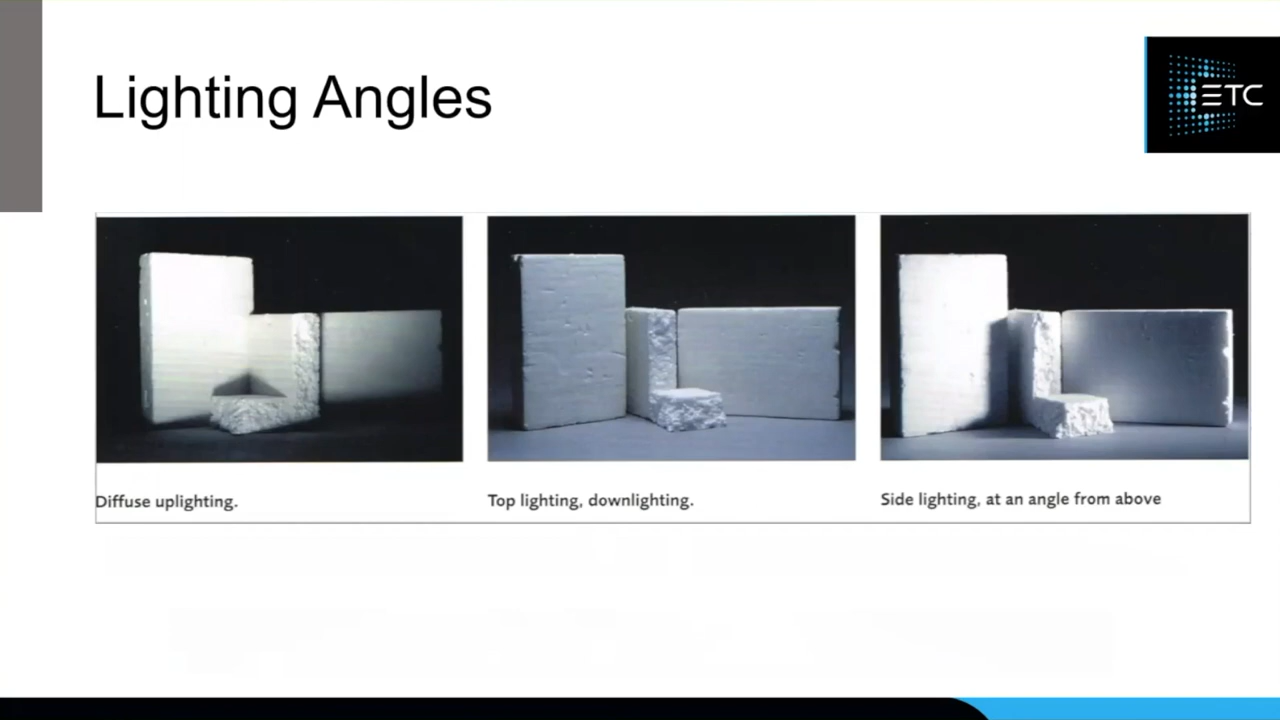 Lighting Angles
ETC
Diffuse uplighting.
Top lighting, downlighting.
Side lighting, at an angle from above